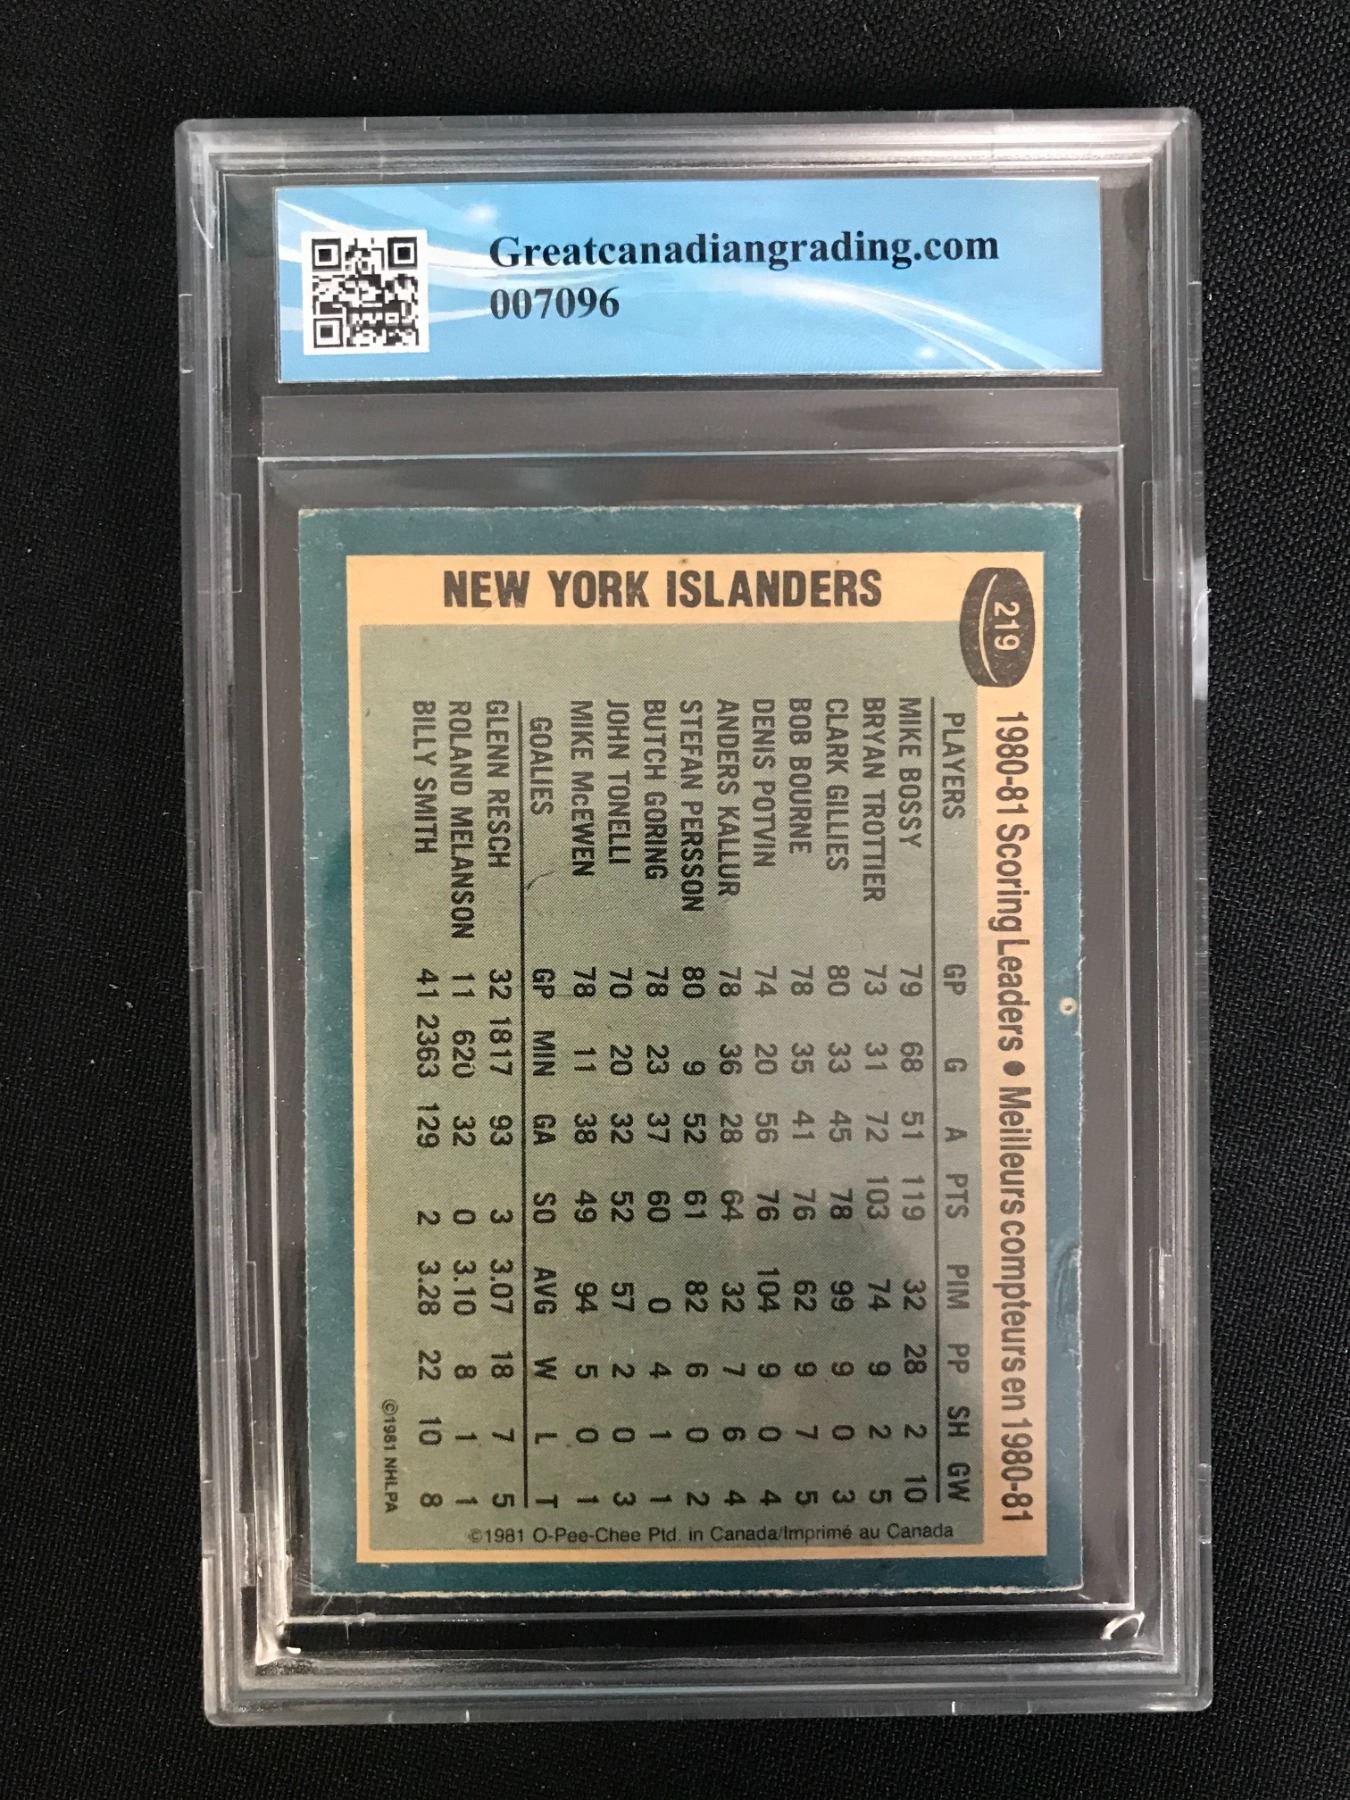 Greatcanadiangrading.com
007096
NEW YORK ISLANDERS
219
1980-81 Scoring Leaders • Meilleurs compteurs en 1980-81
PLAYERS GP G A PTS PIM PP SH GW
MIKE BOSSY 79 68 51 119 32 28 2 10
BRYAN TROTTIER 73 31 72 103 74 9 2 5
CLARK GILLIES 80 33 45 78 99 9 0 3
BOB BOURNE 78 35 41 76 62 9 7 5
DENIS POTVIN 74 20 56 76 104 9 0 4
ANDERS KALLUR 78 36 28 64 32 7 6 4
STEFAN PERSSON 80 9 52 61 82 6 0 2
BUTCH GORING 78 23 37 60 0 4 1 1
JOHN TONELLI 70 20 32 52 57 2 0 3
MIKE McEWEN 78 11 38 49 94 5 0 1
GOALIES GP MIN GA SO AVG W L T
GLENN RESCH 32 1817 93 3 3.07 18 7 5
ROLAND MELANSON 11 620 32 0 3.10 8 1 1
BILLY SMITH 41 2363 129 2 3.28 22 10 8
©1981 NHLPA
©1981 O-Pee-Chee Ptd. in Canada/Imprimé au Canada